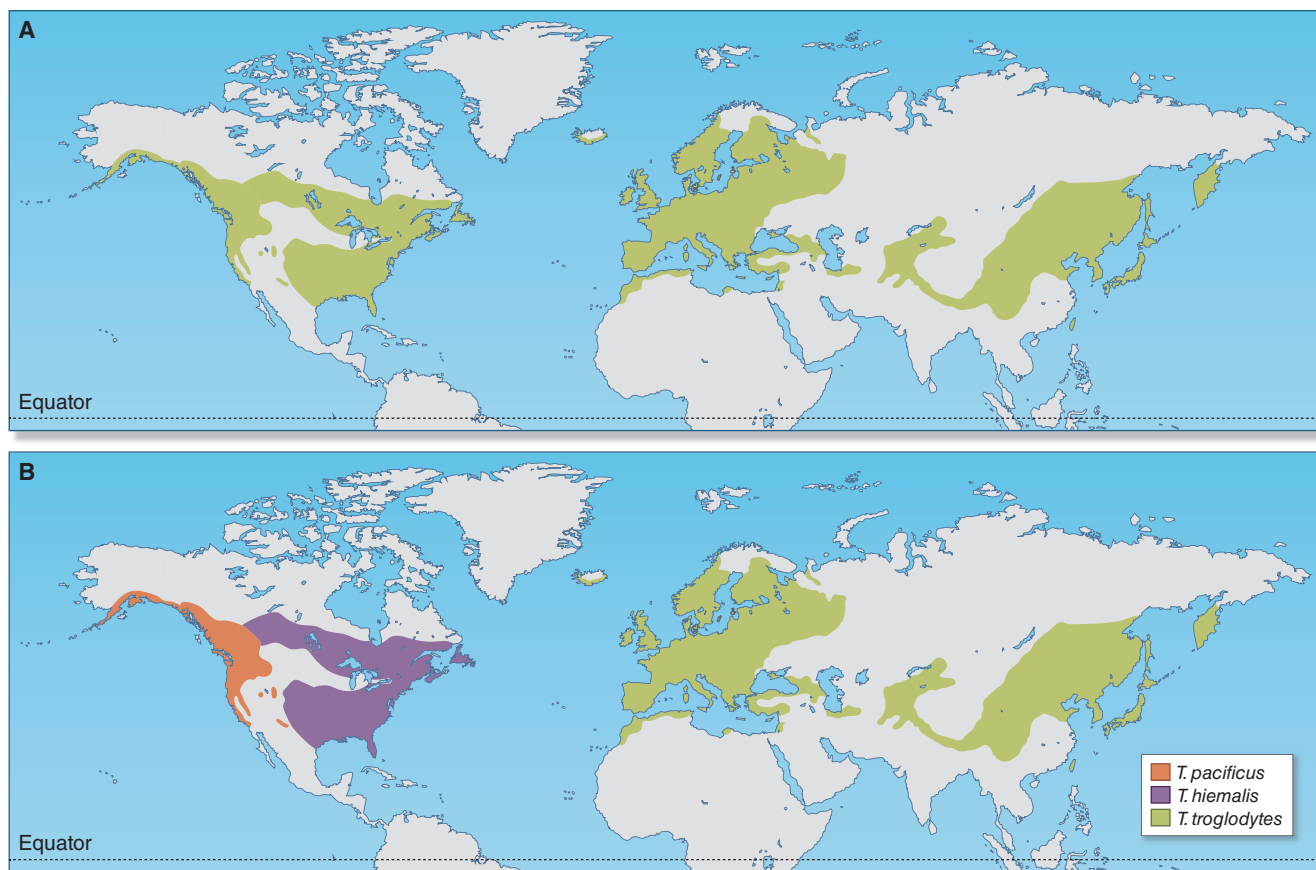 A
Equator
B
T. pacificus
T. hiemalis
T. troglodytes
Equator